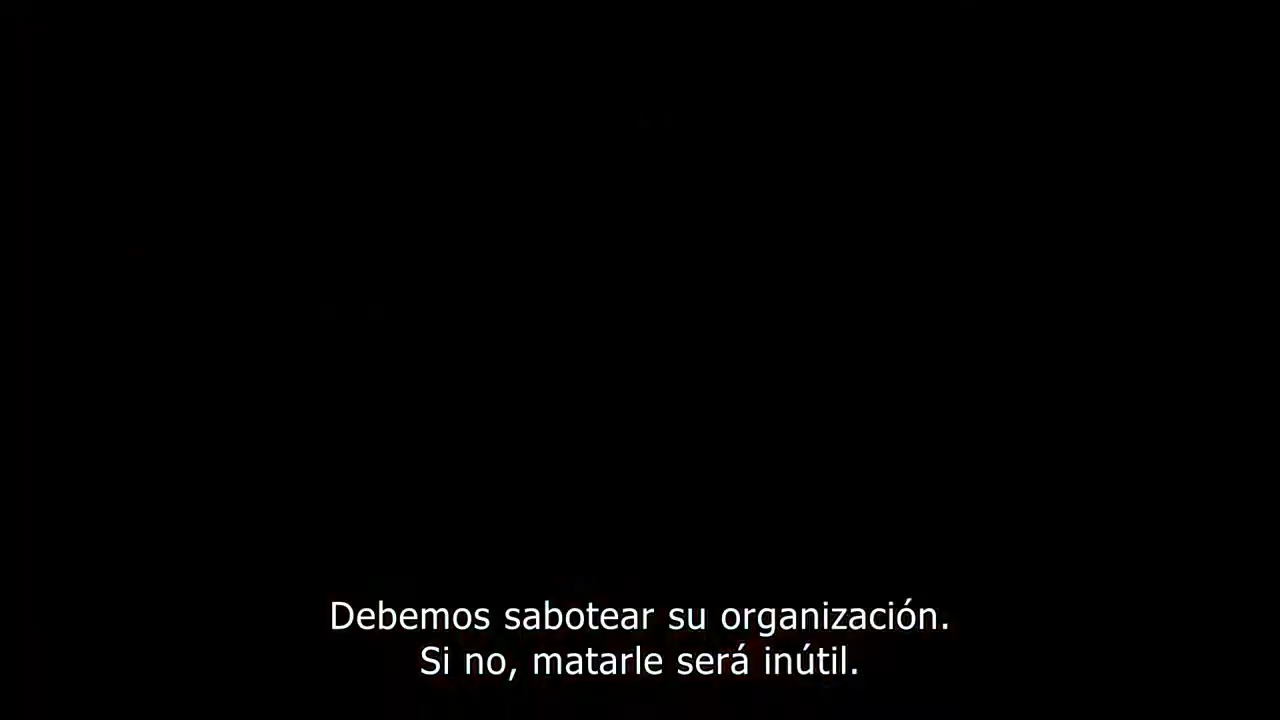 Debemos sabotear su organización.
Si no, matarle será inútil.